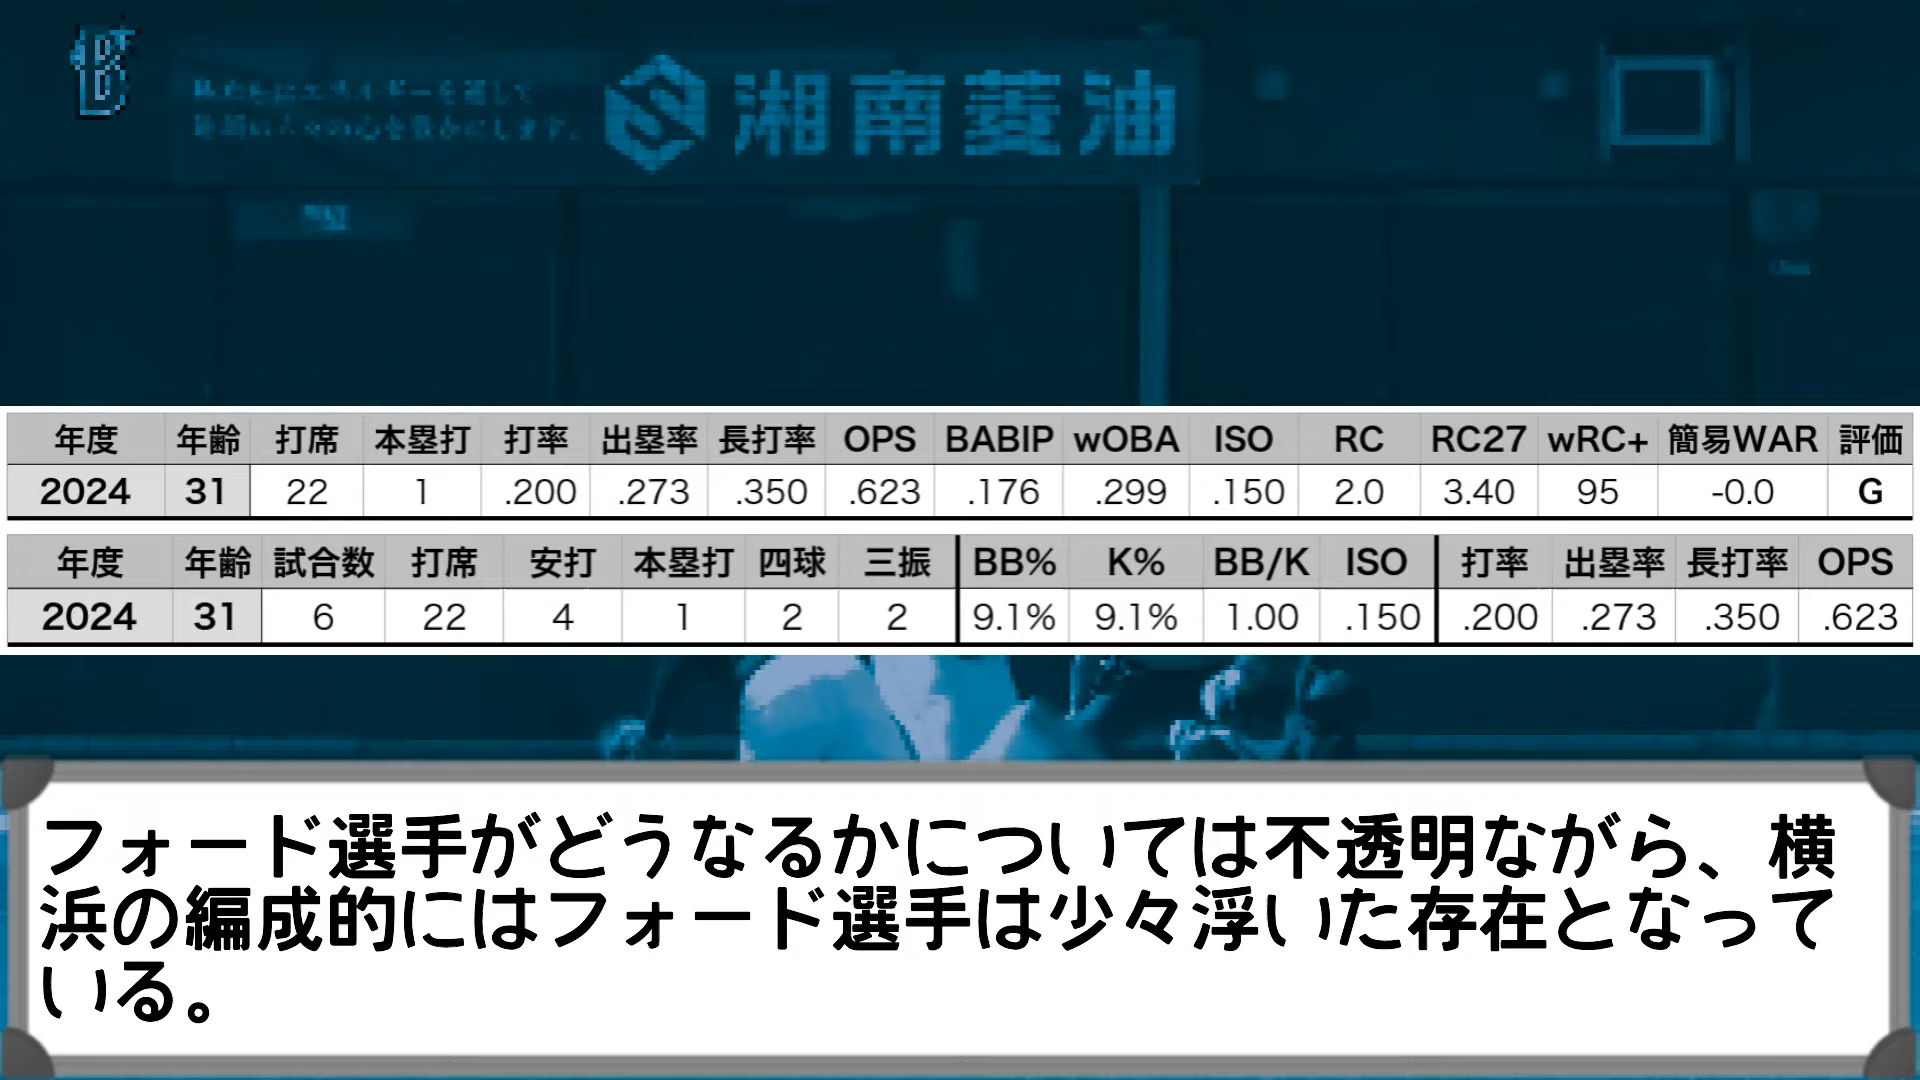 湘南菱油
年度 年齢 打席 本塁打 打率 出塁率 長打率 OPS BABIP wOBA ISO RC RC27 wRC+ 簡易WAR 評価
2024 31 22 1 .200 .273 .350 .623 .176 .299 .150 2.0 3.40 95 -0.0 G
年度 年齢 試合数 打席 安打 本塁打 四球 三振 BB% K% BB/K ISO 打率 出塁率 長打率 OPS
2024 31 6 22 4 1 2 2 9.1% 9.1% 1.00 .150 .200 .273 .350 .623
フォード選手がどうなるかについては不透明ながら、横
浜の編成的にはフォード選手は少々浮いた存在となって
いる。